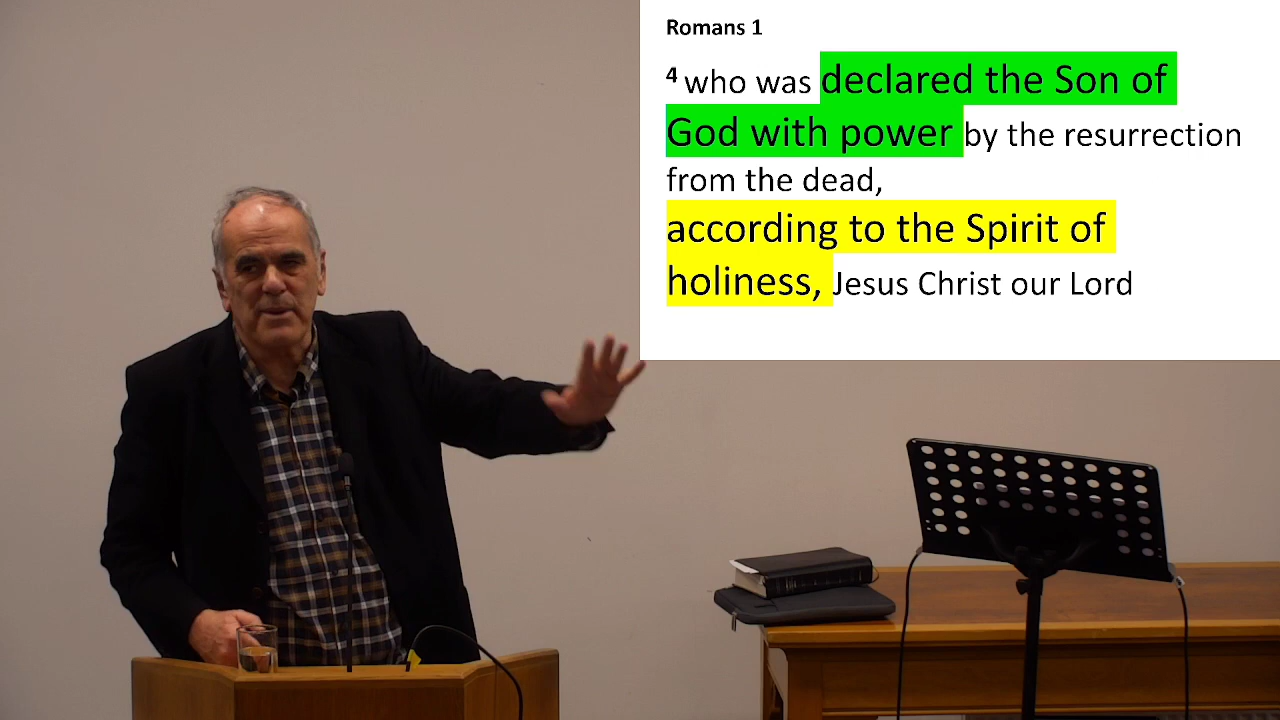 Romans 1
4 who was declared the Son of
God with power by the resurrection
from the dead,
according to the Spirit of
holiness, Jesus Christ our Lord